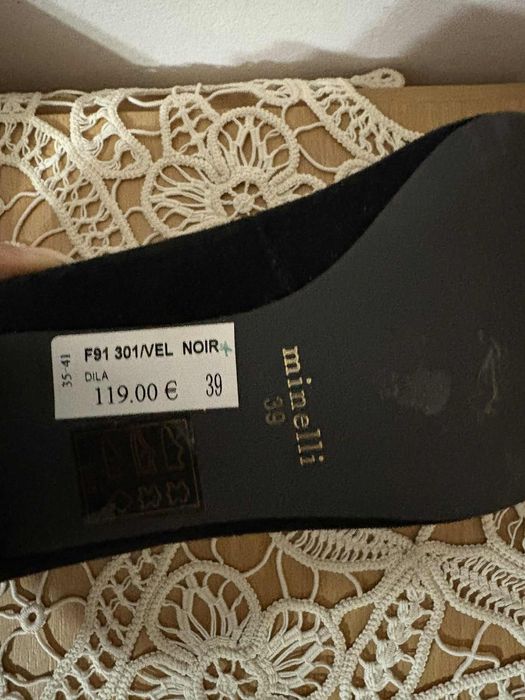 35-41
F91 301/VEL NOIR
DILA
119.00 € 39
minelli
39